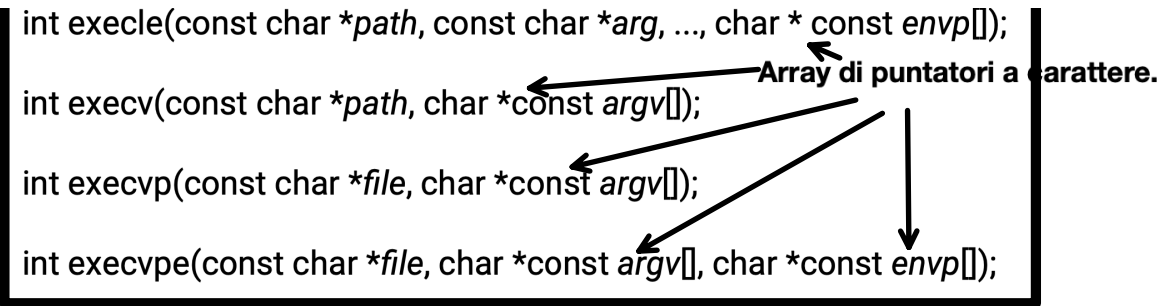 int execle(const char *path, const char *arg, ..., char * const envp[]);
Array di puntatori a carattere.
int execv(const char *path, char *const argv[]);
int execvp(const char *file, char *const argv[]);
int execvpe(const char *file, char *const argv[], char *const envp[]);